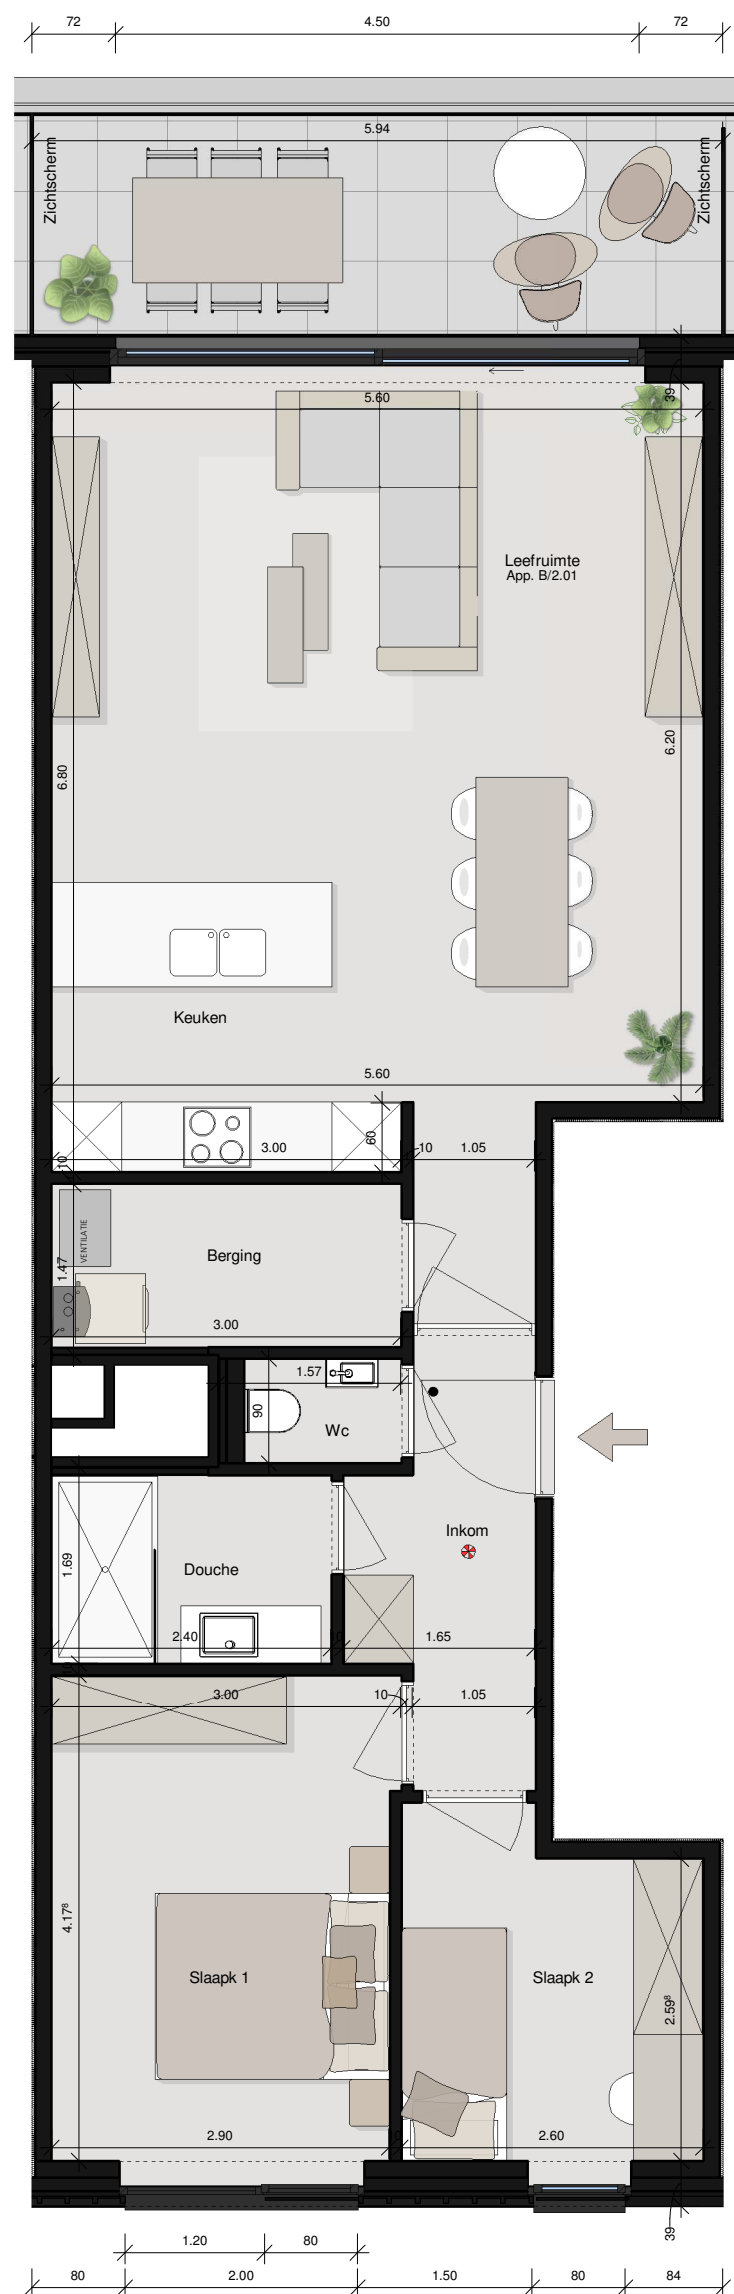 72 4.50 72
5.94
Zichtscherm Zichtscherm
39
5.60
Leefruimte
App. B/2.01
6.80 6.20
Keuken
5.60
60
3.00 10 1.05
10
VENTILATIE
Berging
1.47
3.00
1.57
90
Wc
Inkom
1.69
Douche
2.40 1.65
3.00 10 1.05
4.17⁸
Slaapk 1 Slaapk 2
2.59⁸
2.90 2.60
39
1.20 80
80 2.00 1.50 80 84